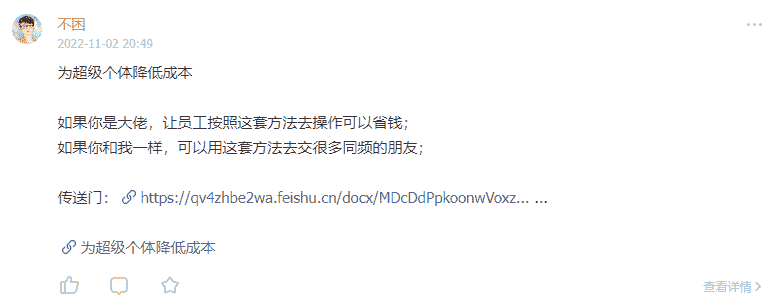 不困
2022-11-02 20:49
为超级个体降低成本
如果你是大佬，让员工按照这套方法去操作可以省钱；
如果你和我一样，可以用这套方法去交很多同频的朋友；
传送门： https://qv4zhbe2wa.feishu.cn/docx/MDcDdPpkoonwVoxz... ...
为超级个体降低成本
查看详情